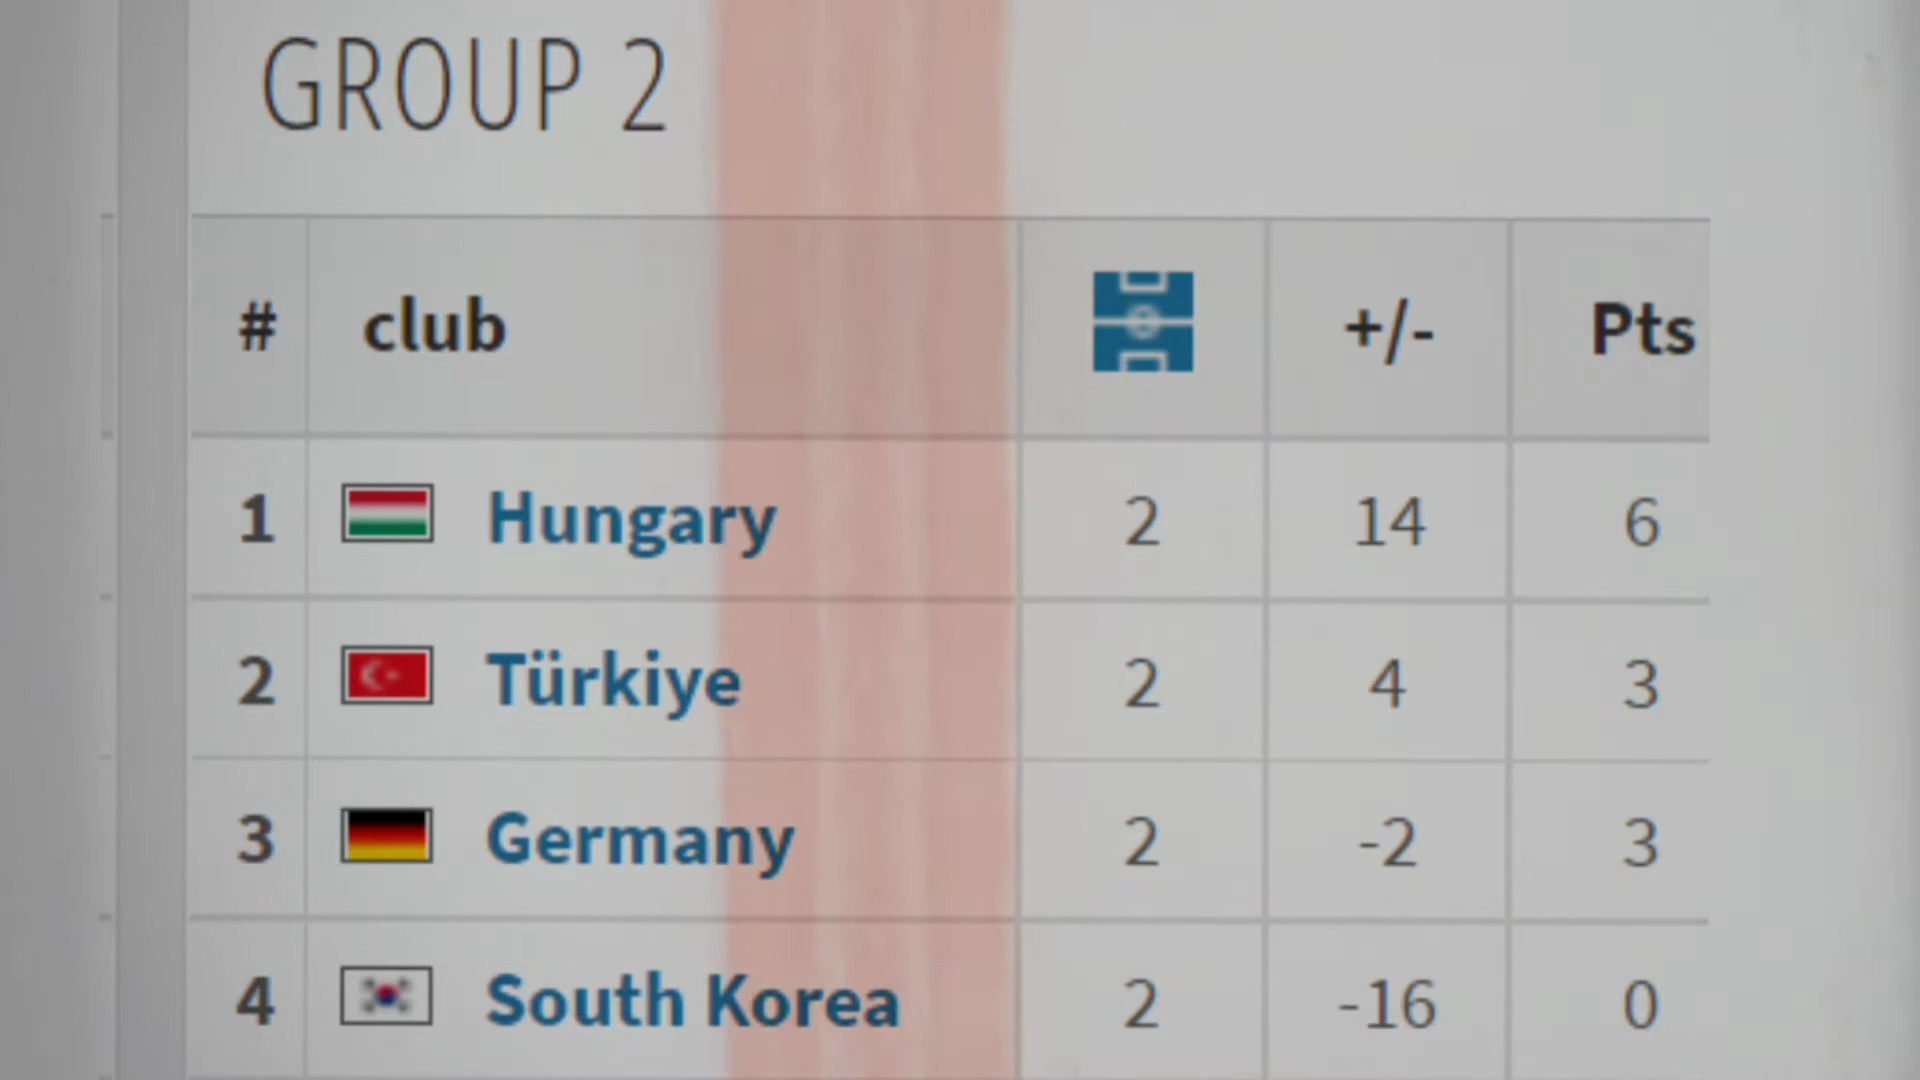 GROUP 2
# club +/- Pts
1 Hungary 2 14 6
2 Türkiye 2 4 3
3 Germany 2 -2 3
4 South Korea 2 -16 0